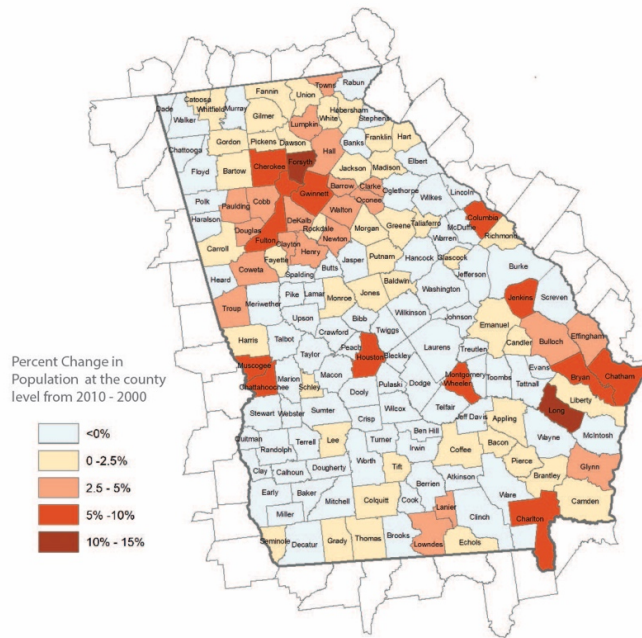 Towns Rabun
Fannin Union
Dade Catoosa Whitfield Murray
Walker Gilmer Lumpkin White Habersham Stephens
Chattooga Gordon Pickens Dawson Hall Banks Franklin Hart
Floyd Bartow Cherokee Forsyth Jackson Madison Elbert
Polk Paulding Cobb Gwinnett Barrow Clarke Oglethorpe Wilkes Lincoln
Haralson Douglas Fulton DeKalb Rockdale Walton Oconee Greene Taliaferro McDuffie Columbia
Carroll Fayette Clayton Henry Newton Morgan Warren Richmond
Heard Coweta Spalding Butts Jasper Putnam Hancock Glascock Burke
Troup Meriwether Pike Lamar Monroe Jones Baldwin Washington Jefferson Jenkins Screven
Harris Talbot Upson Crawford Bibb Twiggs Wilkinson Johnson Emanuel Bulloch Effingham
Muscogee Taylor Peach Houston Bleckley Laurens Treutlen Candler
Chattahoochee Marion Schley Macon Dooly Pulaski Dodge Wheeler Montgomery Toombs Tattnall Evans Bryan Chatham
Stewart Webster Sumter Crisp Wilcox Telfair Jeff Davis Appling Long Liberty
Quitman Randolph Terrell Lee Turner Ben Hill Irwin Coffee Bacon Wayne McIntosh
Clay Calhoun Dougherty Worth Tift Pierce Brantley Glynn
Early Baker Mitchell Colquitt Cook Berrien Atkinson Ware Camden
Miller Lanier Clinch Charlton
Seminole Decatur Grady Thomas Brooks Lowndes Echols
Percent Change in
Population at the county
level from 2010 - 2000
<0%
0 -2.5%
2.5 - 5%
5% -10%
10% - 15%